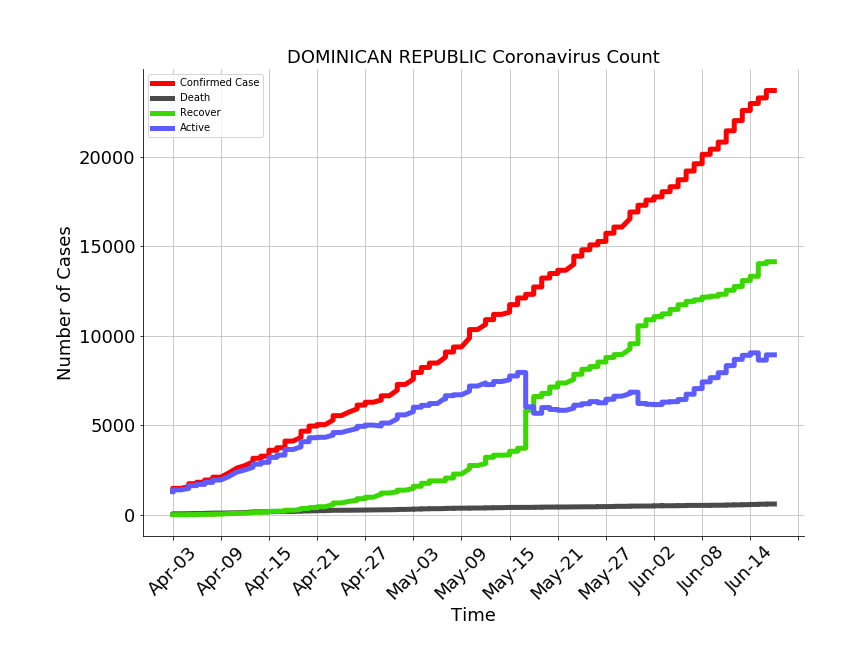 DOMINICAN REPUBLIC Coronavirus Count
Confirmed Case
Death
Recover
Active
Number of Cases
20000
15000
10000
5000
0
Apr-03
Apr-09
Apr-15
Apr-21
Apr-27
May-03
May-09
May-15
May-21
May-27
Jun-02
Jun-08
Jun-14
Time